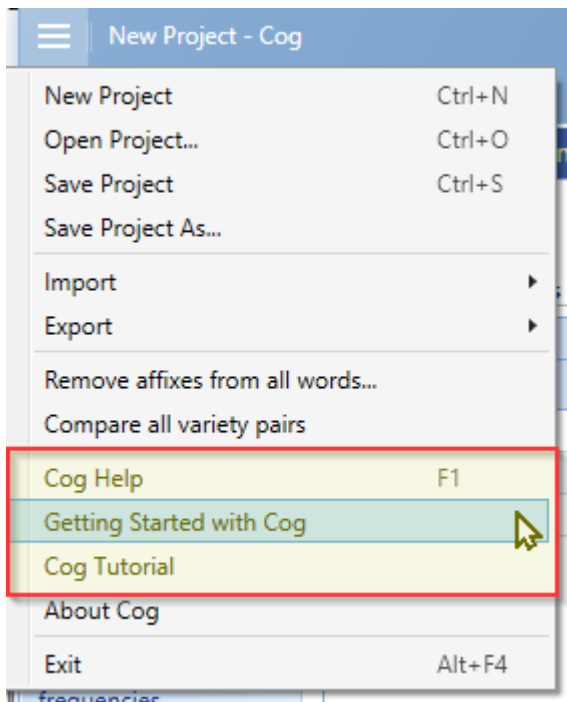 New Project - Cog
New Project Ctrl+N
Open Project... Ctrl+O
Save Project Ctrl+S
Save Project As...
Import
Export
Remove affixes from all words...
Compare all variety pairs
Cog Help F1
Getting Started with Cog
Cog Tutorial
About Cog
Exit Alt+F4
frequencies